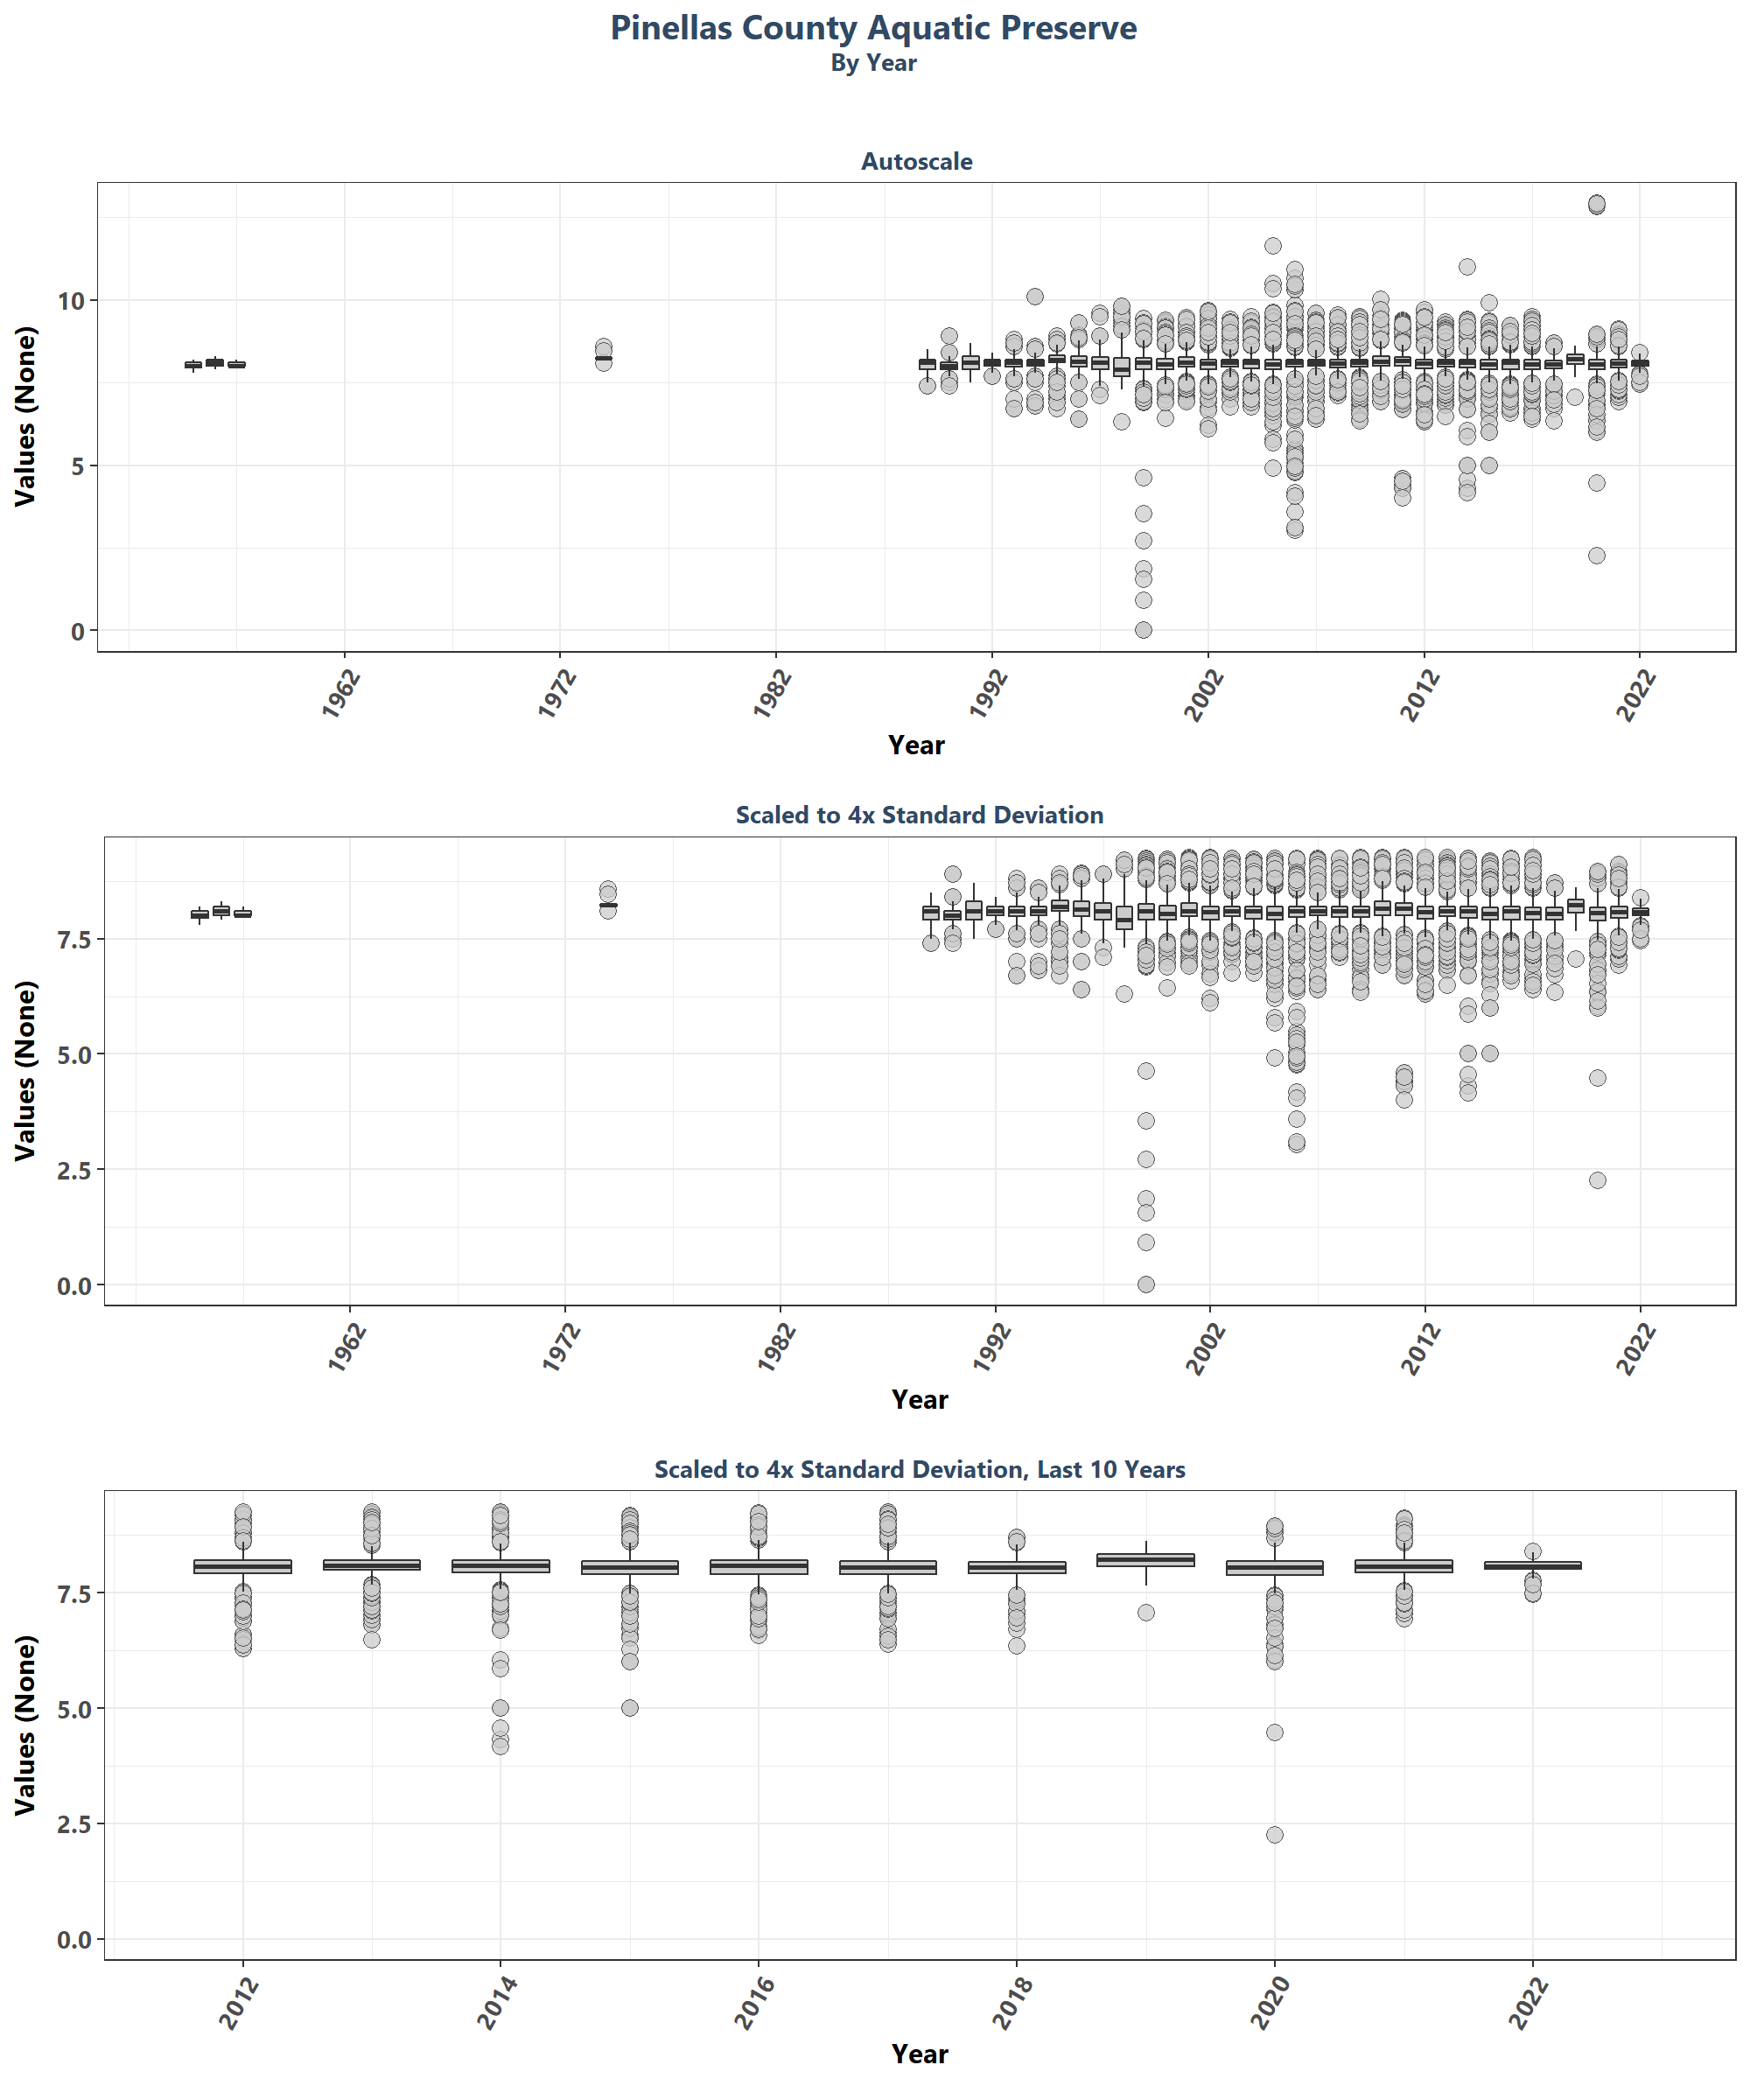 Pinellas County Aquatic Preserve
By Year
Autoscale
Values (None)
10
5
0
1962 1972 1982 1992 2002 2012 2022
Year
Scaled to 4x Standard Deviation
Values (None)
7.5
5.0
2.5
0.0
1962 1972 1982 1992 2002 2012 2022
Year
Scaled to 4x Standard Deviation, Last 10 Years
Values (None)
7.5
5.0
2.5
0.0
2012 2014 2016 2018 2020 2022
Year